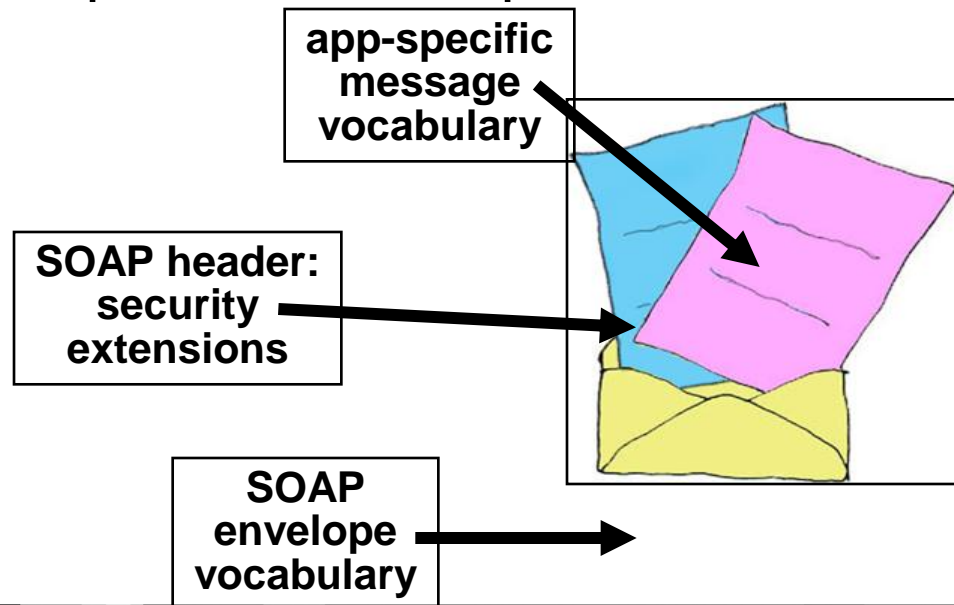 app-specific
message
vocabulary
SOAP header:
security
extensions
SOAP
envelope
vocabulary